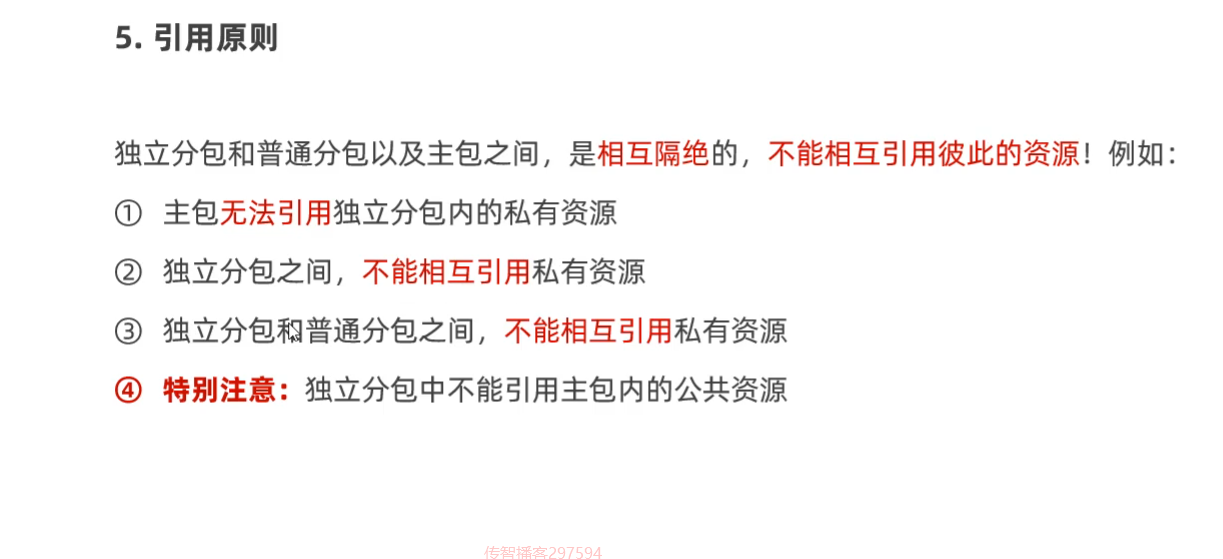 5. 引用原则
独立分包和普通分包以及主包之间，是相互隔绝的，不能相互引用彼此的资源！例如：
① 主包无法引用独立分包内的私有资源
② 独立分包之间，不能相互引用私有资源
③ 独立分包和普通分包之间，不能相互引用私有资源
④ 特别注意：独立分包中不能引用主包内的公共资源
传智播客297594